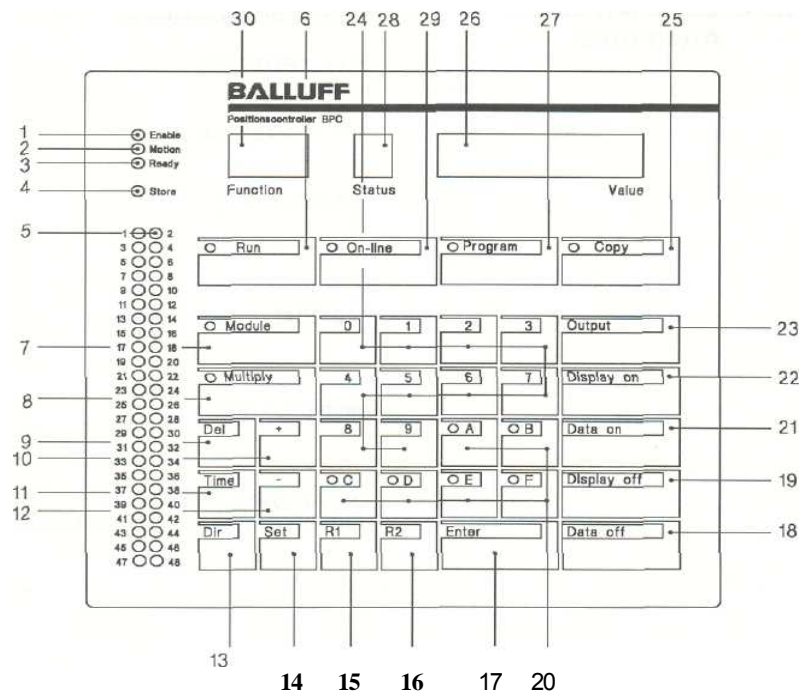 30 6 24 28 29 26 27 25
BALLUFF
Positionscontroller BPC
1 Enable
2 Motion
3 Ready
4 Store
Function Status Value
5 1 2
3 4
5 6
7 8
9 10
11 12
13 14
15 16
17 18
19 20
21 22
23 24
25 26
27 28
29 30
31 32
33 34
35 36
37 38
39 40
41 42
43 44
45 46
47 48
Run On-line Program Copy
Module 0 1 2 3 Output 23
7
Multiply 4 5 6 7 Display on 22
8
Del + 8 9 A B Data on 21
9
10
Time - C D E F Display off 19
11
12
Dir Set R1 R2 Enter Data off 18
13
14 15 16 17 20